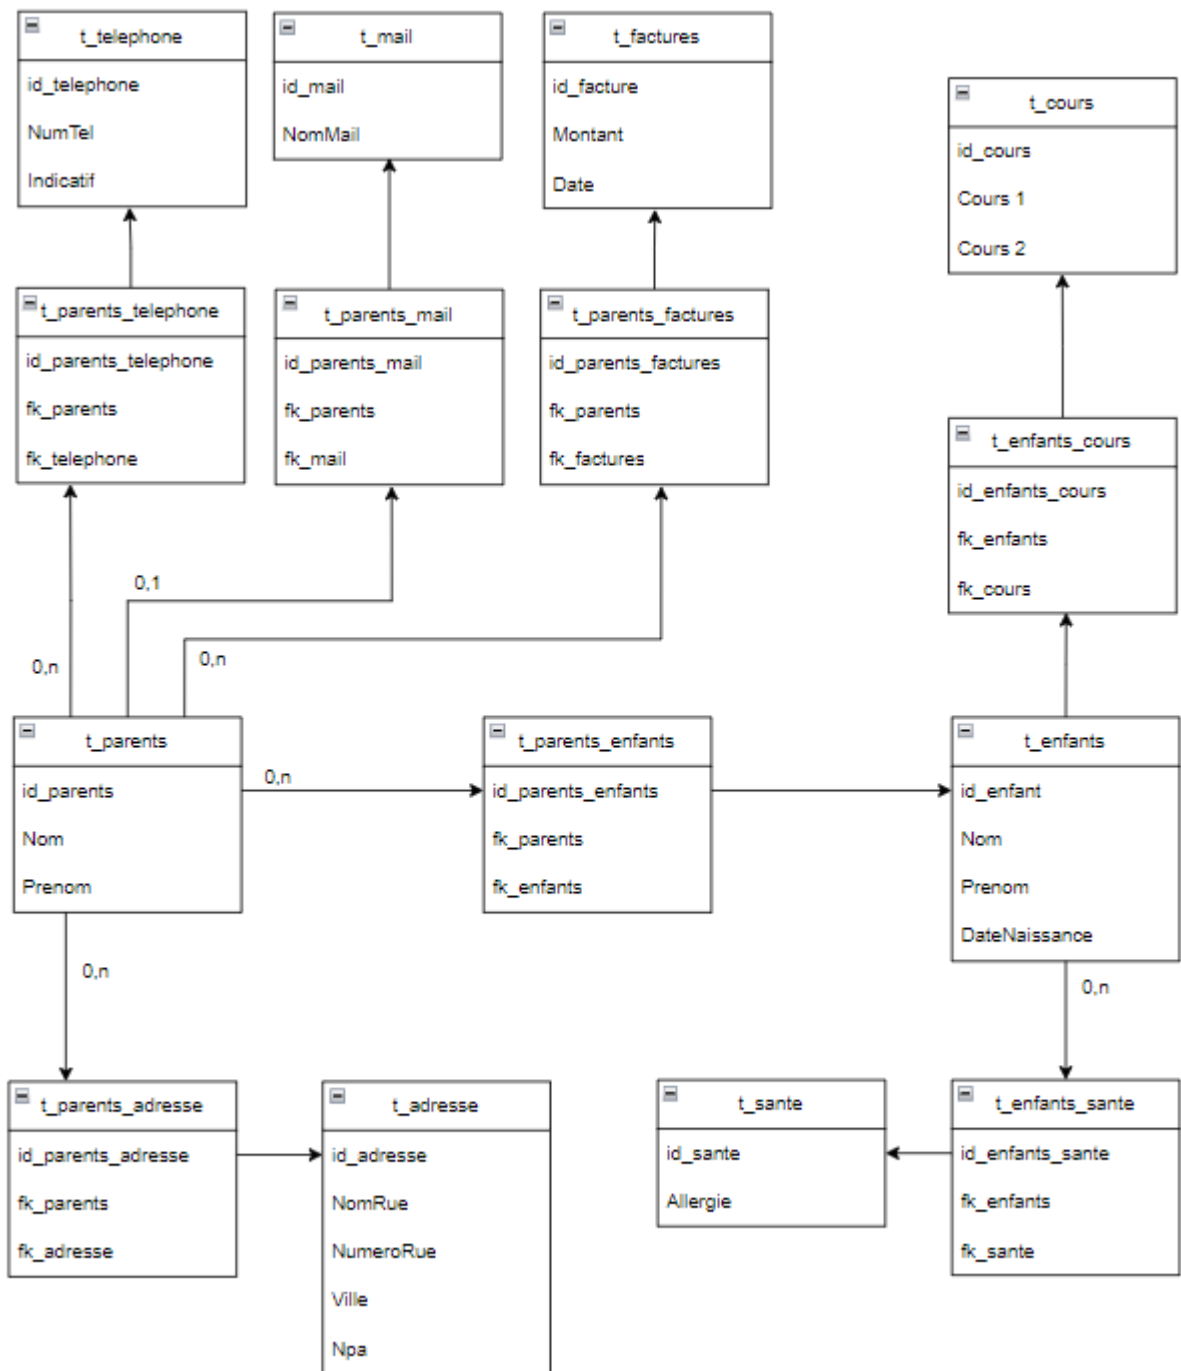 t_telephone
id_telephone
NumTel
Indicatif
t_mail
id_mail
NomMail
t_factures
id_facture
Montant
Date
t_cours
id_cours
Cours 1
Cours 2
t_parents_telephone
id_parents_telephone
fk_parents
fk_telephone
t_parents_mail
id_parents_mail
fk_parents
fk_mail
t_parents_factures
id_parents_factures
fk_parents
fk_factures
t_enfants_cours
id_enfants_cours
fk_enfants
fk_cours
0,1
0,n
0,n
t_parents
id_parents
Nom
Prenom
0,n
t_parents_enfants
id_parents_enfants
fk_parents
fk_enfants
t_enfants
id_enfant
Nom
Prenom
DateNaissance
0,n
0,n
t_parents_adresse
id_parents_adresse
fk_parents
fk_adresse
t_adresse
id_adresse
NomRue
NumeroRue
Ville
Npa
t_sante
id_sante
Allergie
t_enfants_sante
id_enfants_sante
fk_enfants
fk_sante